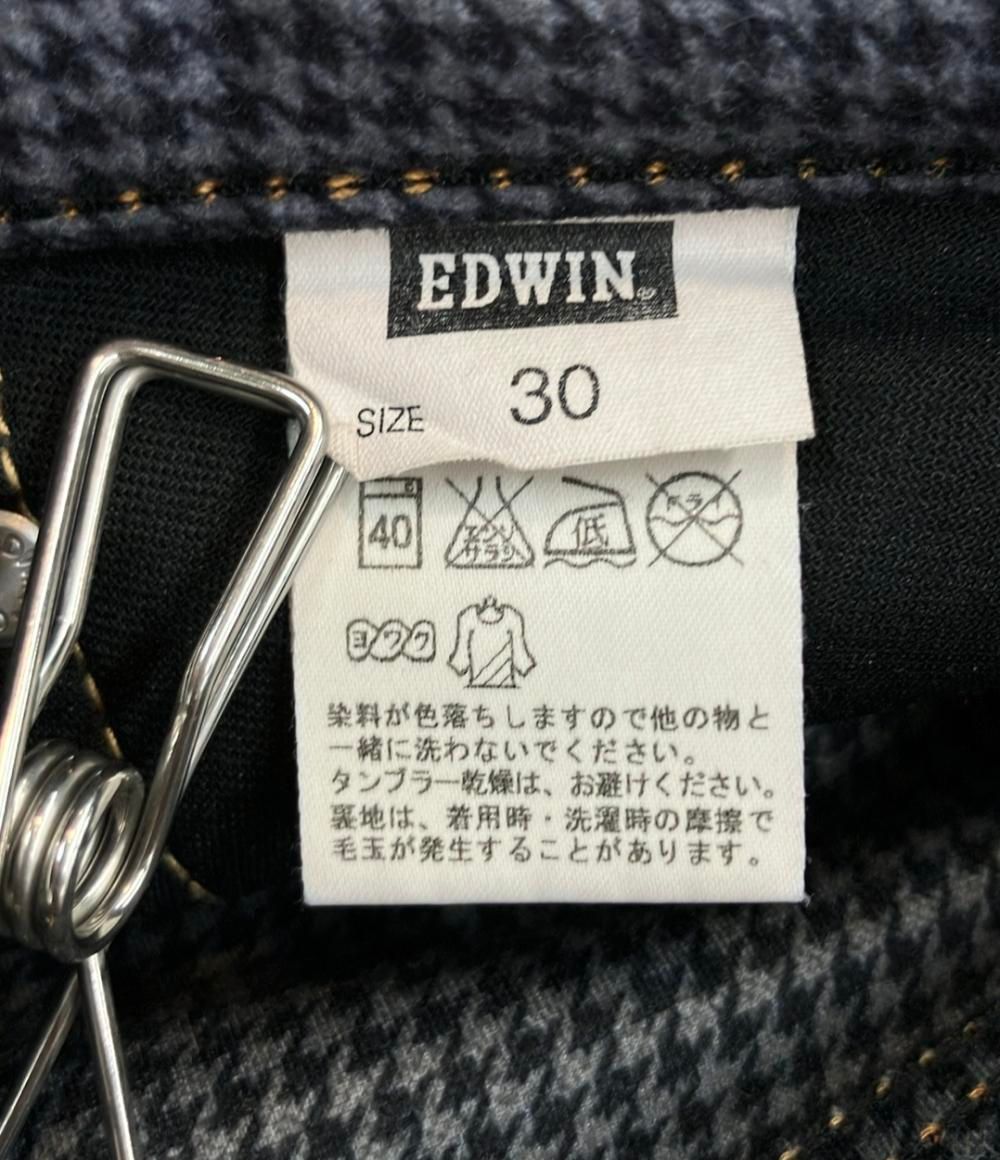 EDWIN®
SIZE 30
40 エンソサラシ 低 ドライ
ヨワク
染料が色落ちしますので他の物と
一緒に洗わないでください。
タンブラー乾燥は、お避けください。
裏地は、着用時・洗濯時の摩擦で
毛玉が発生することがあります。